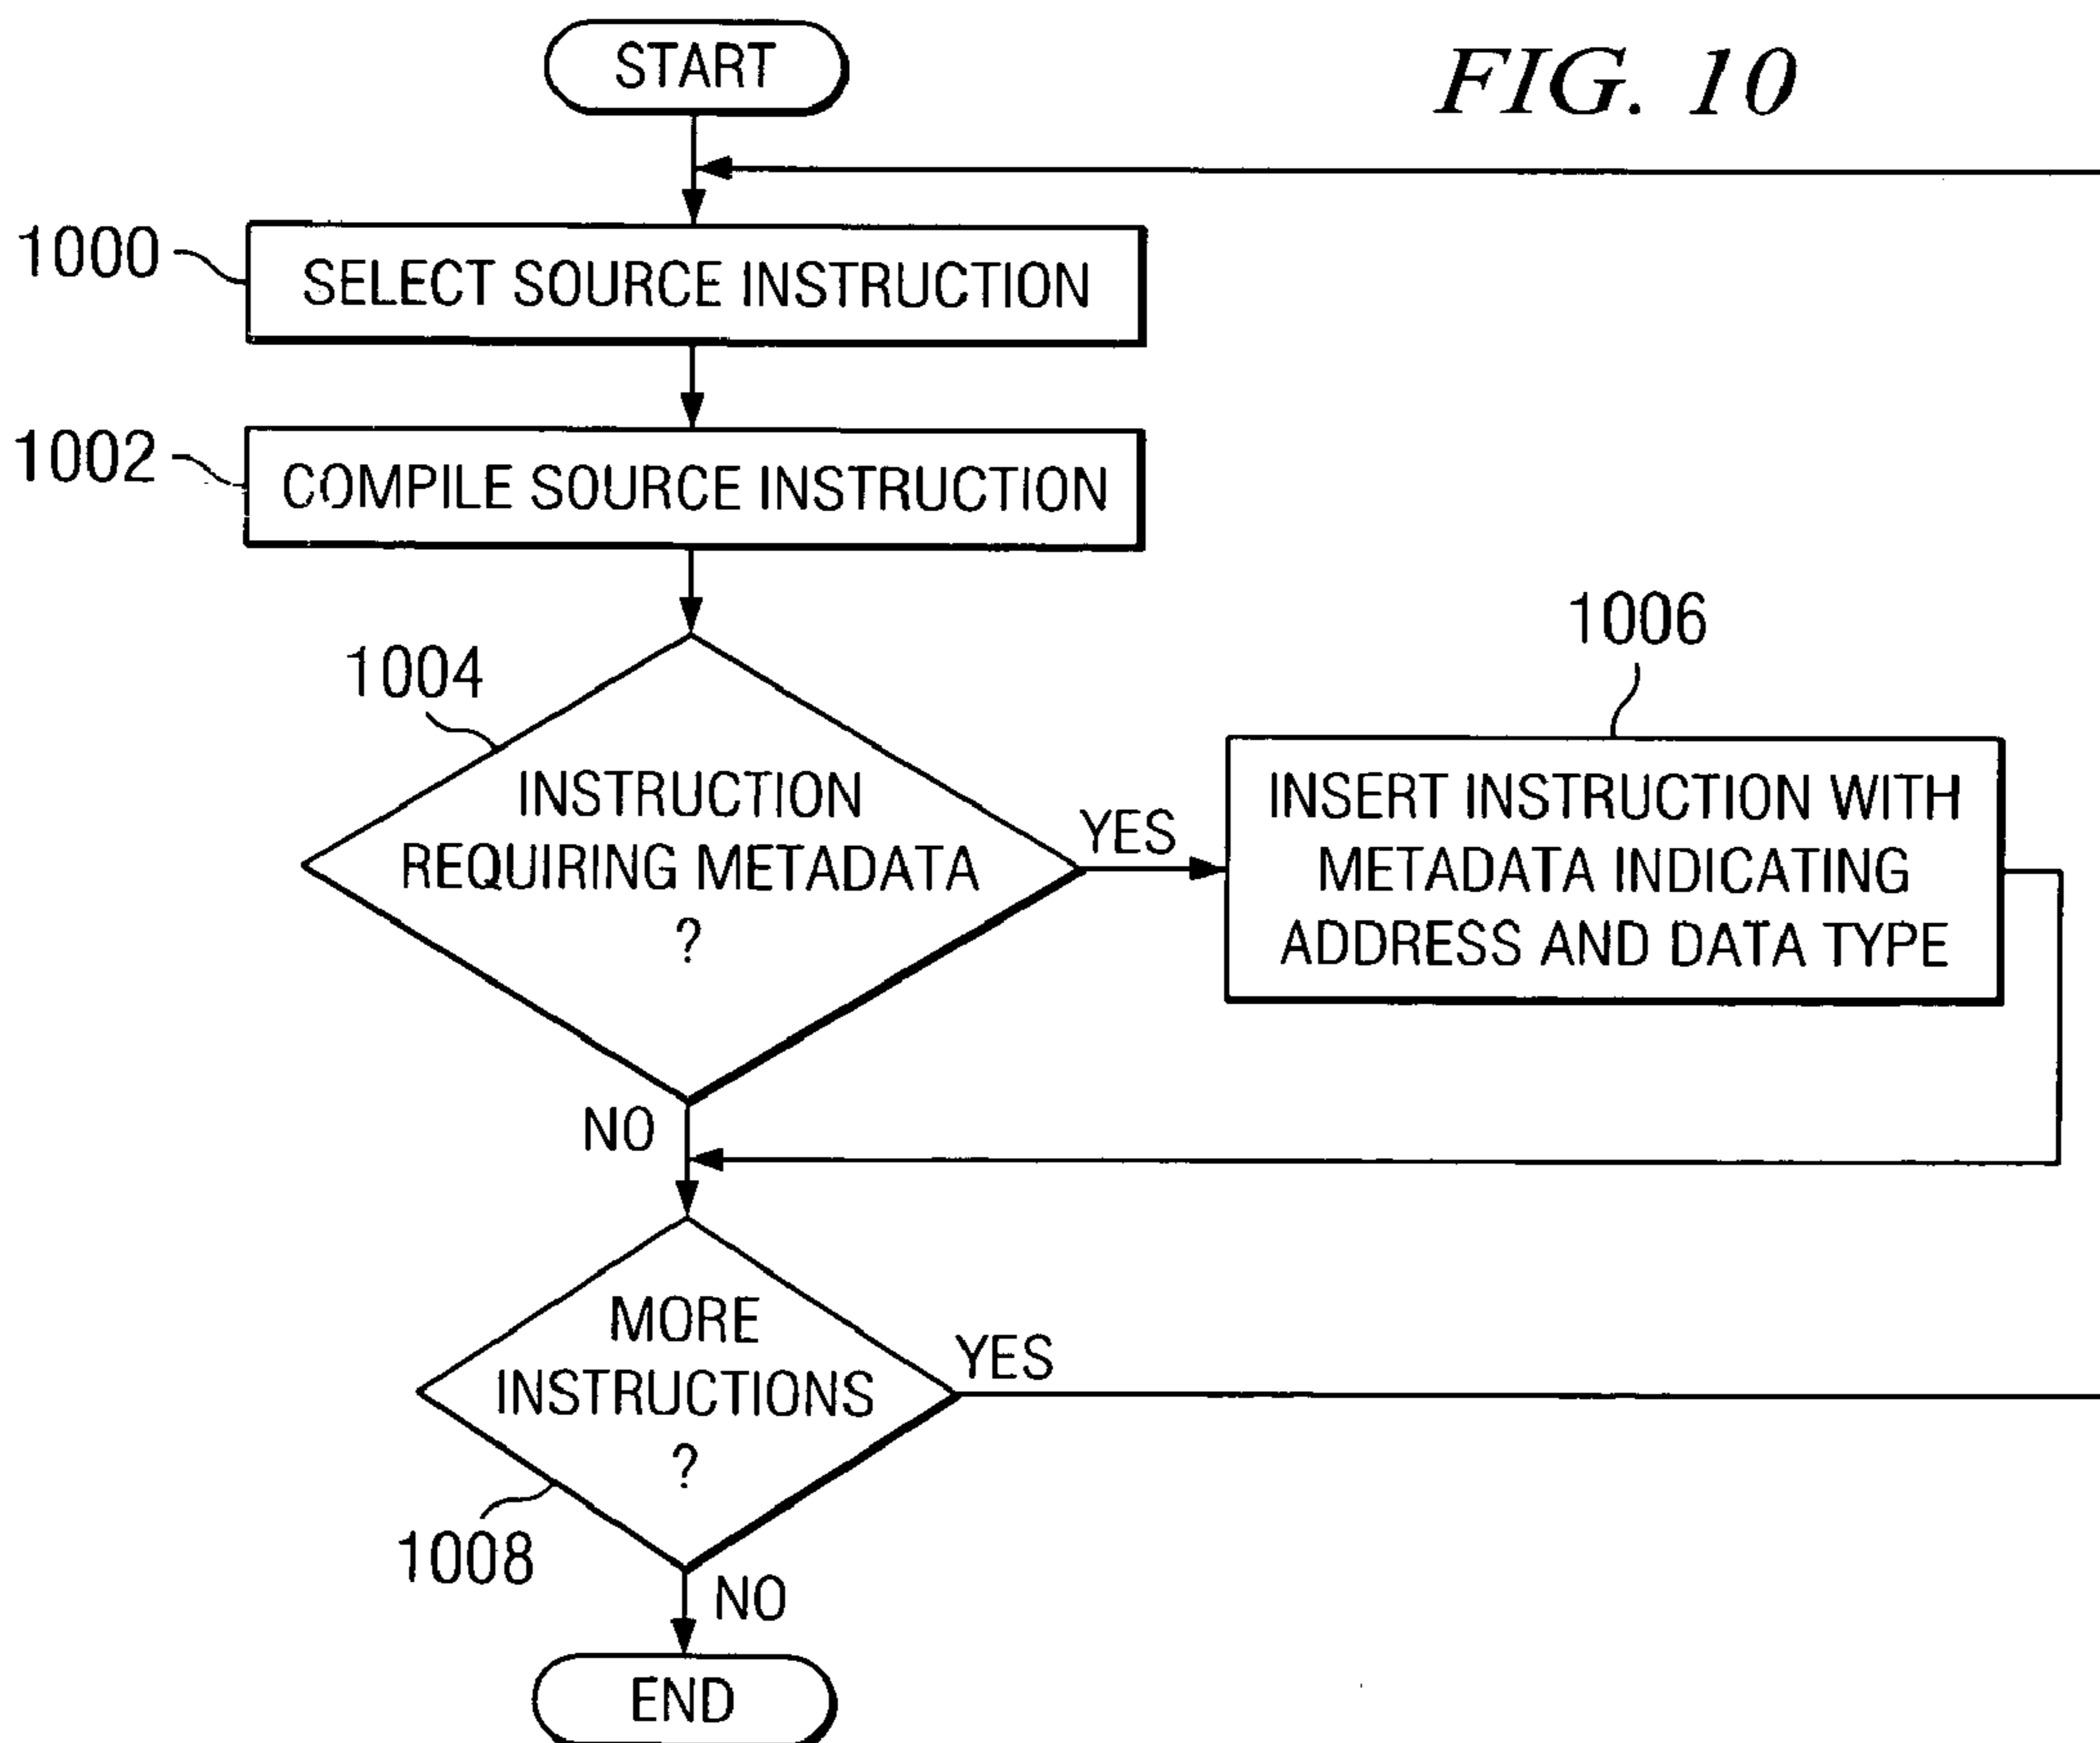 START
FIG. 10
1000
SELECT SOURCE INSTRUCTION
1002
COMPILE SOURCE INSTRUCTION
1004
INSTRUCTION
REQUIRING METADATA
?
YES
1006
INSERT INSTRUCTION WITH
METADATA INDICATING
ADDRESS AND DATA TYPE
NO
MORE
INSTRUCTIONS
?
YES
1008
NO
END